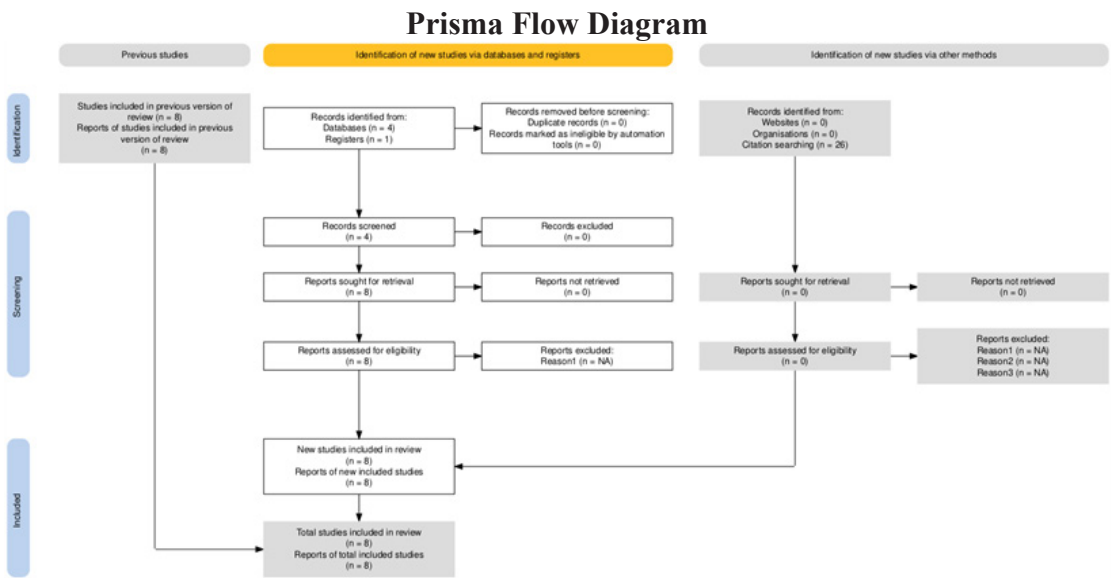 Prisma Flow Diagram
Previous studies
Identification of new studies via databases and registers
Identification of new studies via other methods
Identification
Studies included in previous version of
review (n = 8)
Reports of studies included in previous
version of review
(n = 8)
Records identified from:
Databases (n = 4)
Registers (n = 1)
Records removed before screening:
Duplicate records (n = 0)
Records marked as ineligible by automation
tools (n = 0)
Records identified from:
Websites (n = 0)
Organisations (n = 0)
Citation searching (n = 26)
Screening
Records screened
(n = 4)
Records excluded
(n = 0)
Reports sought for retrieval
(n = 8)
Reports not retrieved
(n = 0)
Reports sought for retrieval
(n = 0)
Reports not retrieved
(n = 0)
Reports assessed for eligibility
(n = 8)
Reports excluded:
Reason1 (n = NA)
Reports assessed for eligibility
(n = 0)
Reports excluded:
Reason1 (n = NA)
Reason2 (n = NA)
Reason3 (n = NA)
Included
New studies included in review
(n = 8)
Reports of new included studies
(n = 8)
Total studies included in review
(n = 8)
Reports of total included studies
(n = 8)